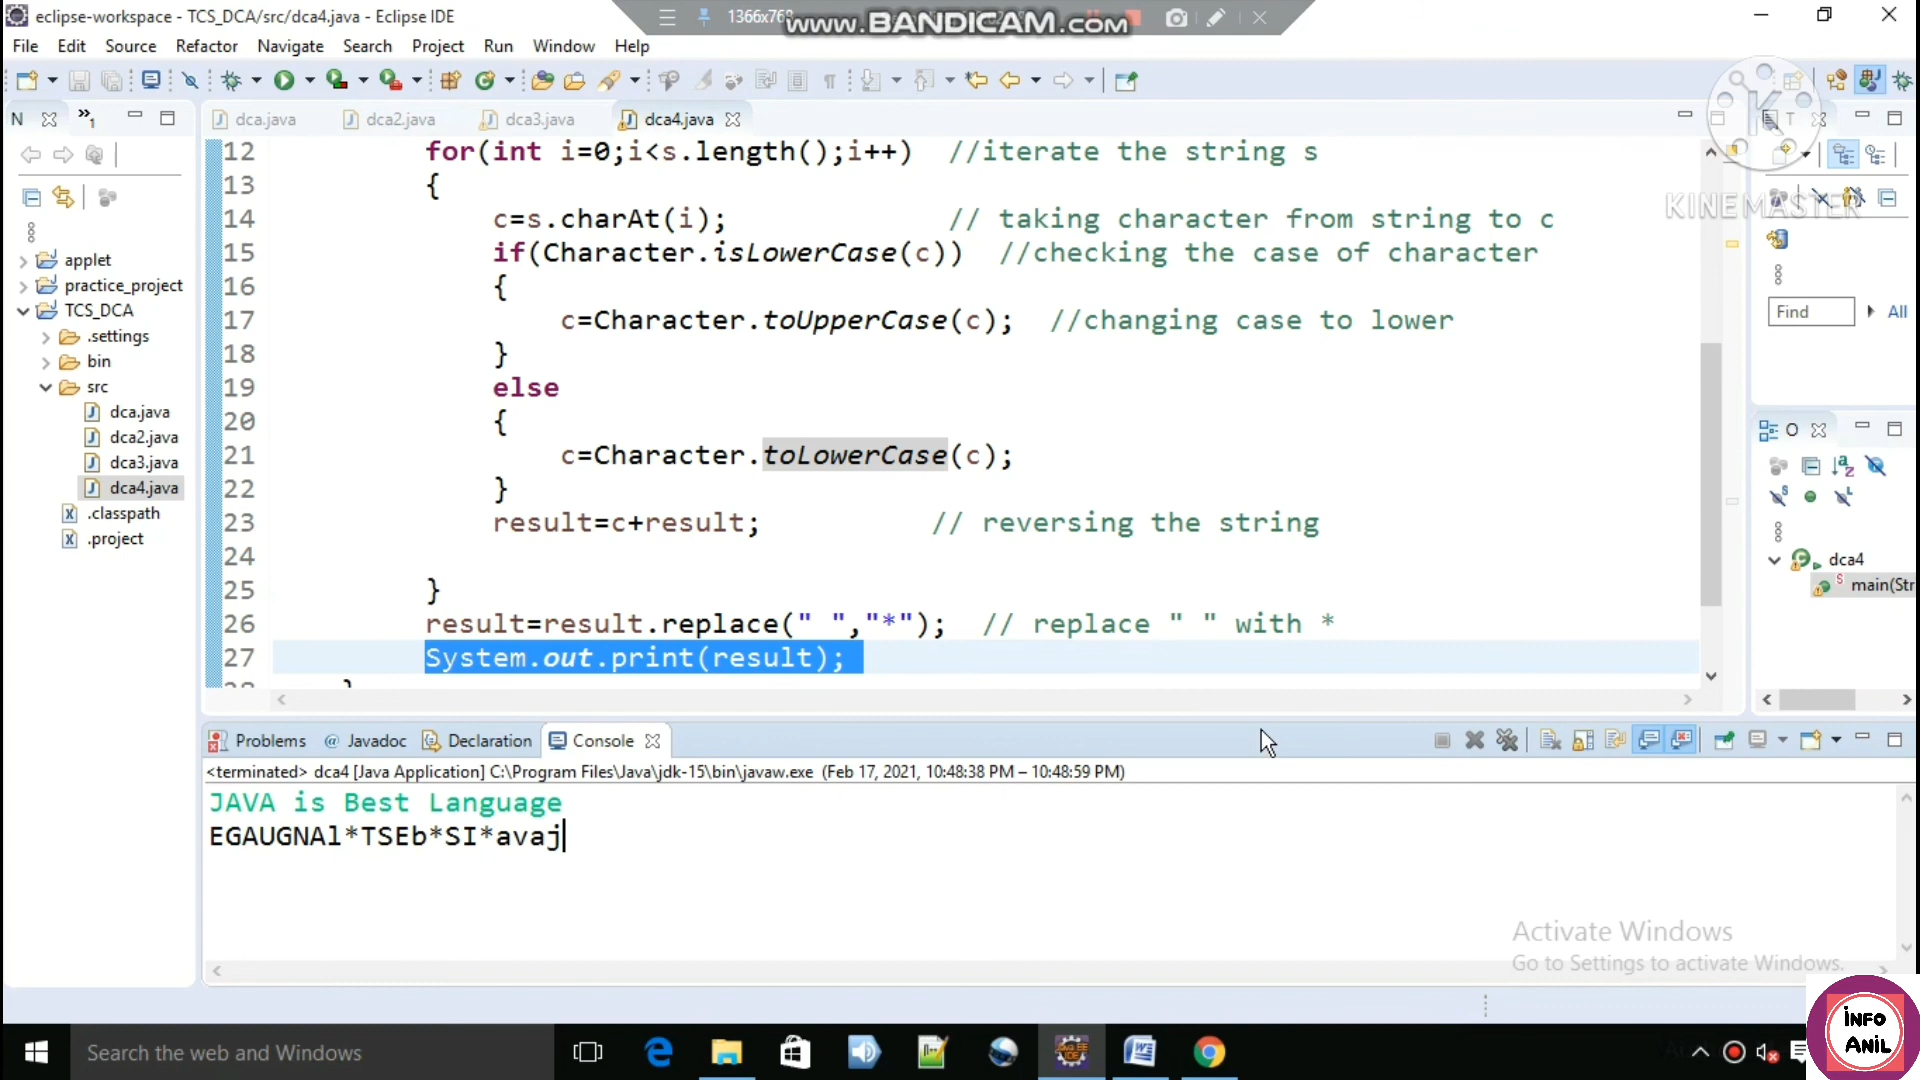 eclipse-workspace - TCS_DCA/src/dca4.java - Eclipse IDE
1366x768
www.BANDICAM.com
File Edit Source Refactor Navigate Search Project Run Window Help
N
dca.java
dca2.java
dca3.java
dca4.java
T
KINEMASTER
12 for(int i=0;i<s.length();i++) //iterate the string s
13 {
14 c=s.charAt(i); // taking character from string to c
15 if(Character.isLowerCase(c)) //checking the case of character
16 {
17 c=Character.toUpperCase(c); //changing case to lower
18 }
19 else
20 {
21 c=Character.toLowerCase(c);
22 }
23 result=c+result; // reversing the string
24
25 }
26 result=result.replace(" ","*"); // replace " " with *
27 System.out.print(result);
28 }
applet
practice_project
TCS_DCA
.settings
bin
src
dca.java
dca2.java
dca3.java
dca4.java
.classpath
.project
Find
All
O
dca4
main(Str
Problems
Javadoc
Declaration
Console
<terminated> dca4 [Java Application] C:\Program Files\Java\jdk-15\bin\javaw.exe (Feb 17, 2021, 10:48:38 PM – 10:48:59 PM)
JAVA is Best Language
EGAUGNAl*TSEb*SI*avaj
Activate Windows
Go to Settings to activate Windows.
Search the web and Windows
iNFO
ANiL